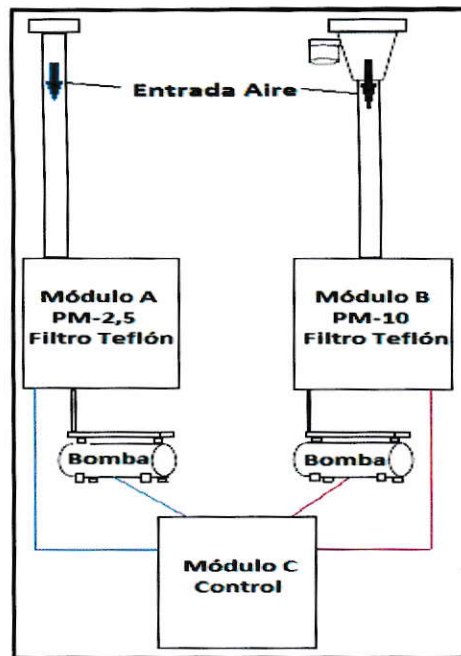 Entrada Aire
Módulo A
PM-2,5
Filtro Teflón
Módulo B
PM-10
Filtro Teflón
Bomba
Bomba
Módulo C
Control